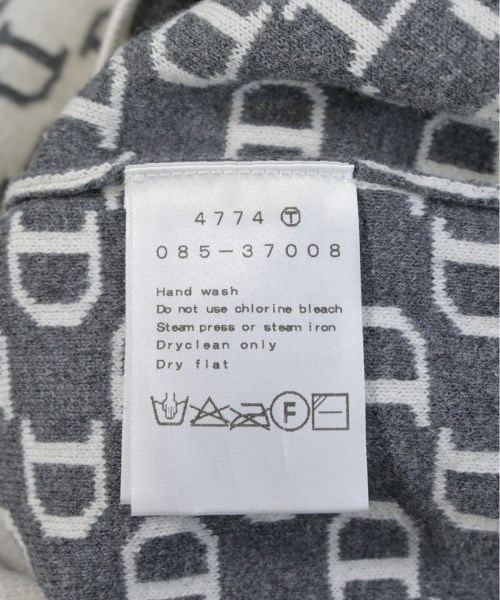 4774 Ⓣ
085-37008
Hand wash
Do not use chlorine bleach
Steam press or steam iron
Dryclean only
Dry flat
F